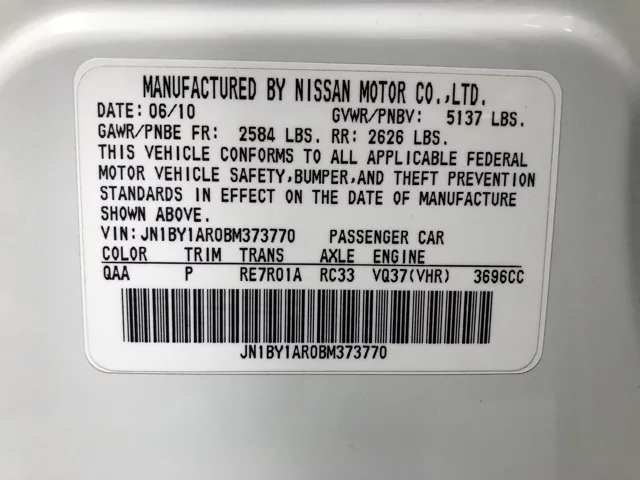 MANUFACTURED BY NISSAN MOTOR CO.,LTD.
DATE: 06/10 GVWR/PNBV: 5137 LBS.
GAWR/PNBE FR: 2584 LBS. RR: 2626 LBS.
THIS VEHICLE CONFORMS TO ALL APPLICABLE FEDERAL
MOTOR VEHICLE SAFETY,BUMPER,AND THEFT PREVENTION
STANDARDS IN EFFECT ON THE DATE OF MANUFACTURE
SHOWN ABOVE.
VIN:JN1BY1AR0BM373770 PASSENGER CAR
COLOR TRIM TRANS AXLE ENGINE
QAA P RE7R01A RC33 VQ37(VHR) 3696CC
JN1BY1AR0BM373770